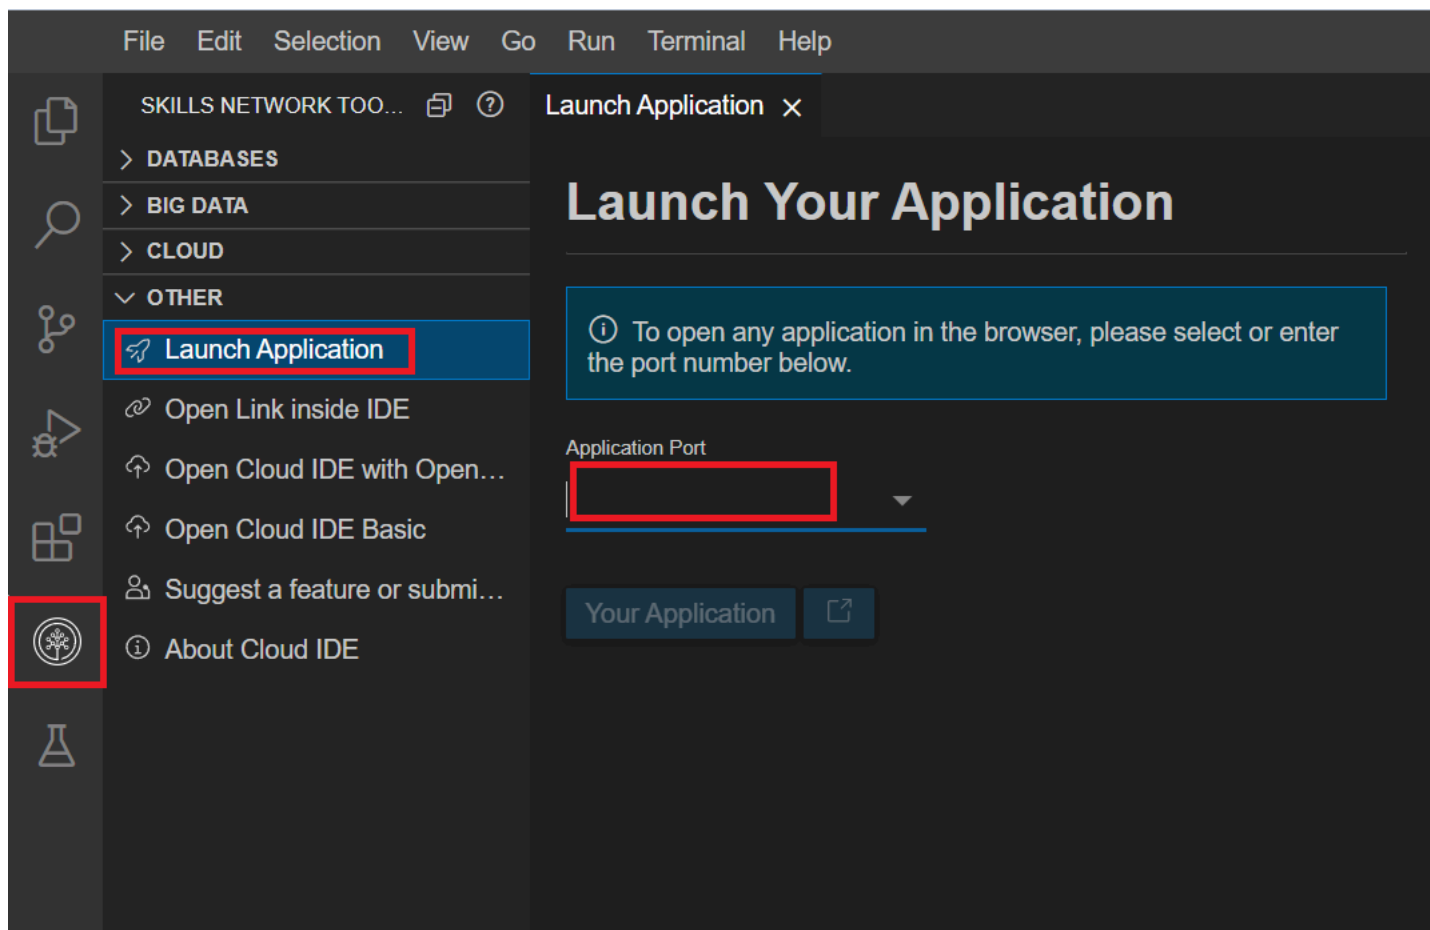 File Edit Selection View Go Run Terminal Help
SKILLS NETWORK TOO...
Launch Application
DATABASES
BIG DATA
CLOUD
OTHER
Launch Application
Open Link inside IDE
Open Cloud IDE with Open...
Open Cloud IDE Basic
Suggest a feature or submi...
About Cloud IDE
Launch Your Application
To open any application in the browser, please select or enter
the port number below.
Application Port
Your Application